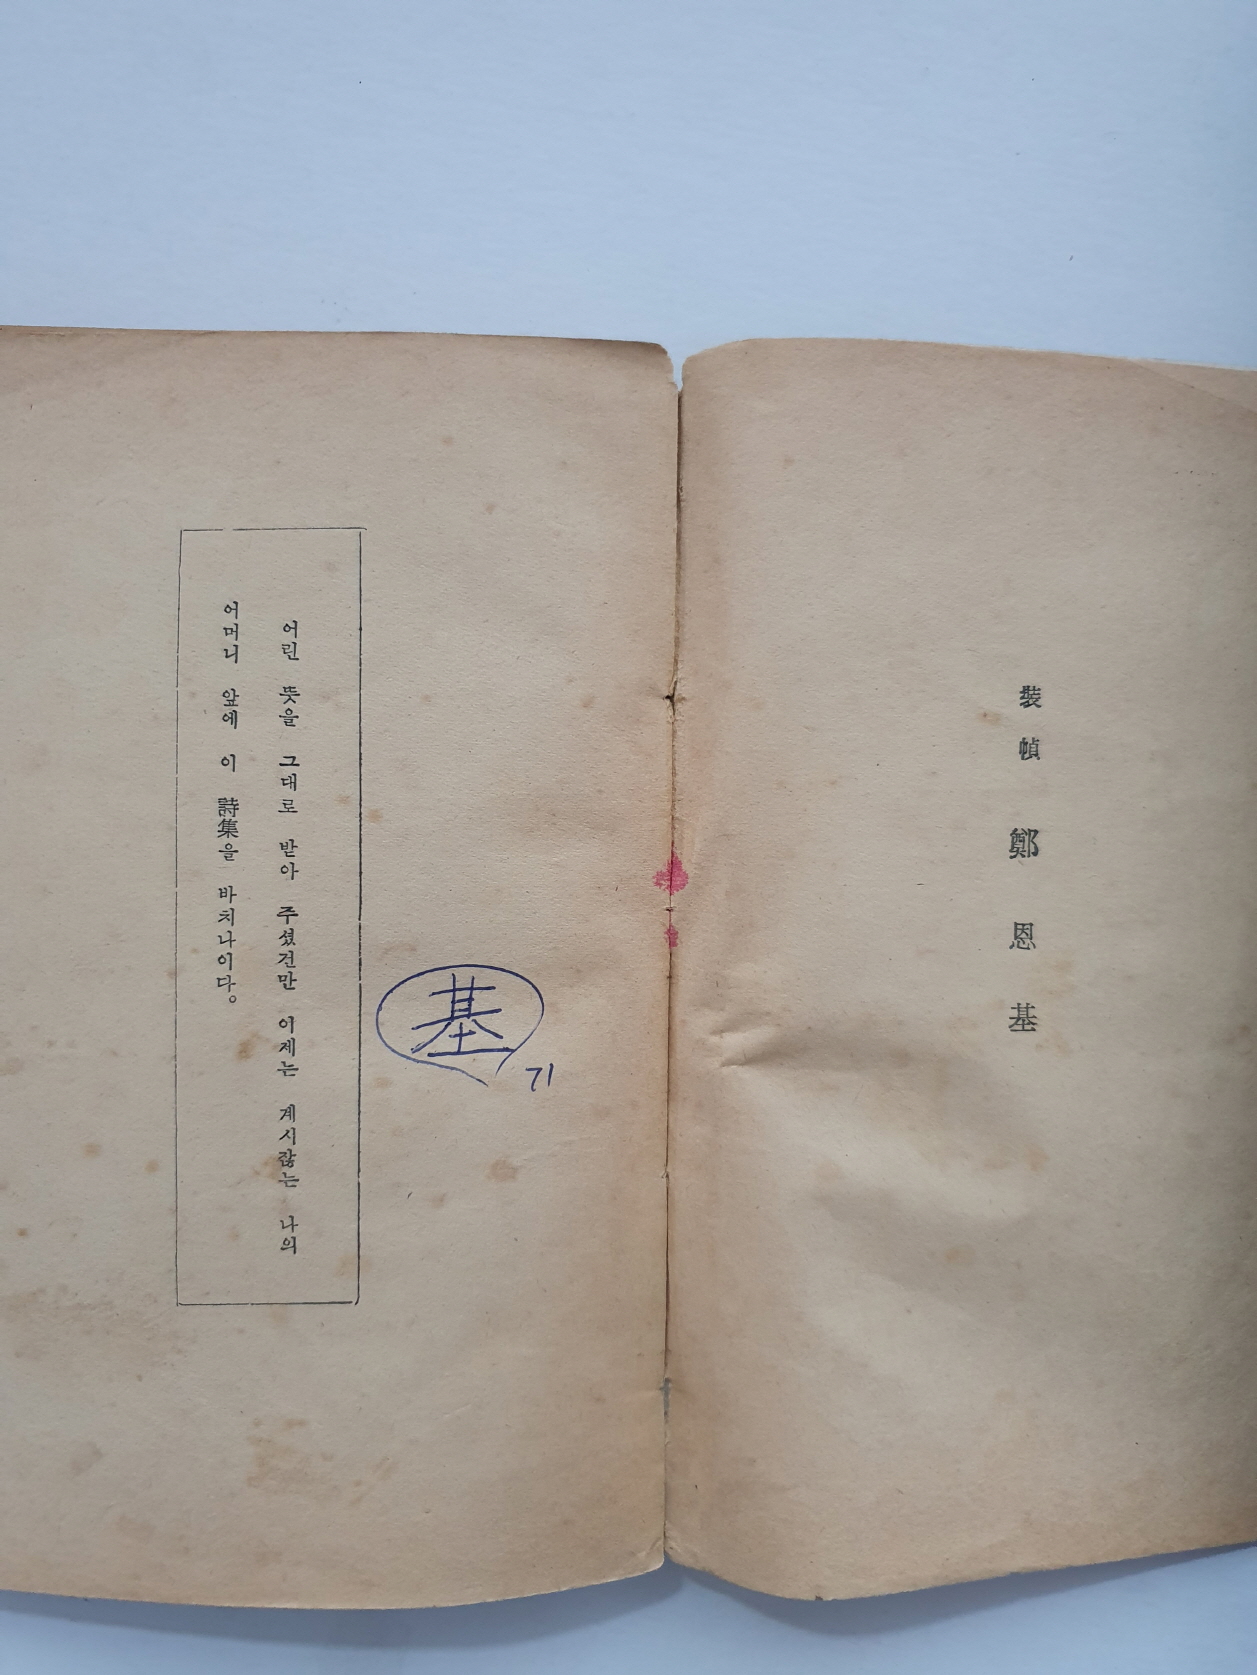 裝幀 鄭恩基
어린 뜻을 그대로 받아 주셨건만 이제는 계시잖는 나의
어머니 앞에 이 詩集을 바치나이다。
基
기